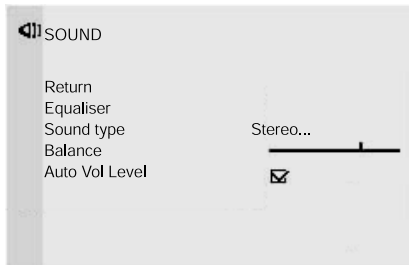 SOUND
Return
Equaliser
Sound type Stereo...
Balance
Auto Vol Level